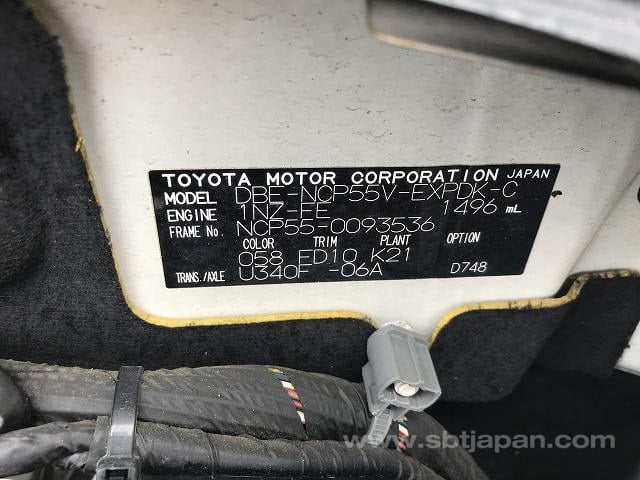 TOYOTA MOTOR CORPORATION JAPAN
MODEL DBE-NCP55V-EXPDK-C
ENGINE 1NZ-FE 1496 mL
FRAME No. NCP55-0093536
COLOR TRIM PLANT OPTION
058 FD10 K21
TRANS./AXLE U340F -06A D748
www.sbtjapan.com